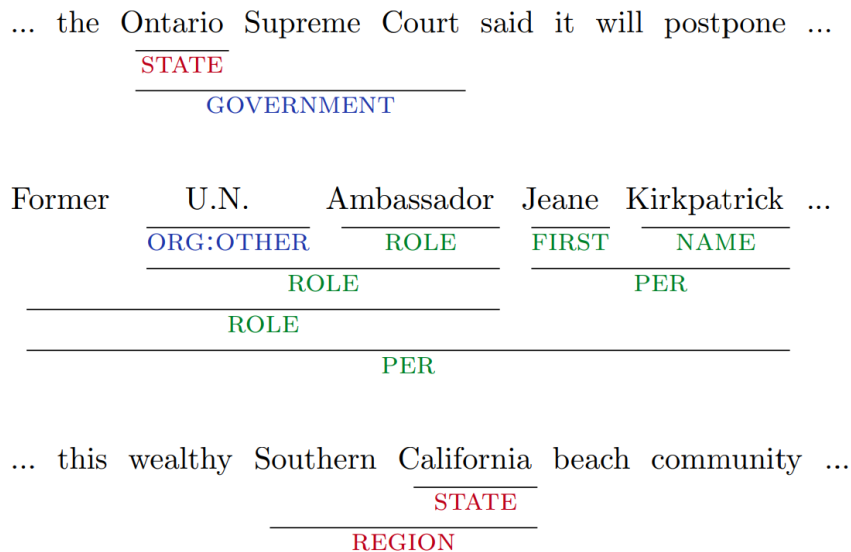 ... the Ontario Supreme Court said it will postpone ...
STATE
GOVERNMENT
Former U.N. Ambassador Jeane Kirkpatrick ...
ORG:OTHER ROLE FIRST NAME
ROLE PER
ROLE
PER
... this wealthy Southern California beach community ...
STATE
REGION